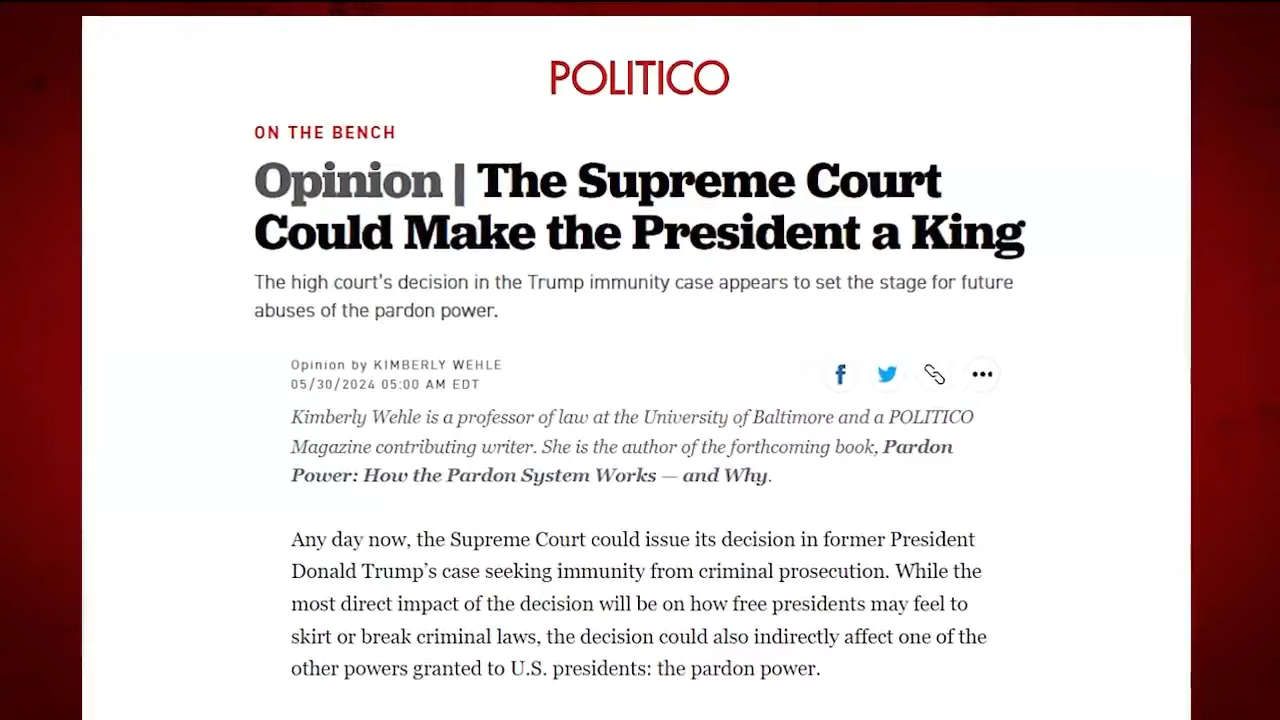 POLITICO
ON THE BENCH
Opinion | The Supreme Court
Could Make the President a King
The high court's decision in the Trump immunity case appears to set the stage for future
abuses of the pardon power.
Opinion by KIMBERLY WEHLE
05/30/2024 05:00 AM EDT
Kimberly Wehle is a professor of law at the University of Baltimore and a POLITICO
Magazine contributing writer. She is the author of the forthcoming book, Pardon
Power: How the Pardon System Works — and Why.
Any day now, the Supreme Court could issue its decision in former President
Donald Trump’s case seeking immunity from criminal prosecution. While the
most direct impact of the decision will be on how free presidents may feel to
skirt or break criminal laws, the decision could also indirectly affect one of the
other powers granted to U.S. presidents: the pardon power.